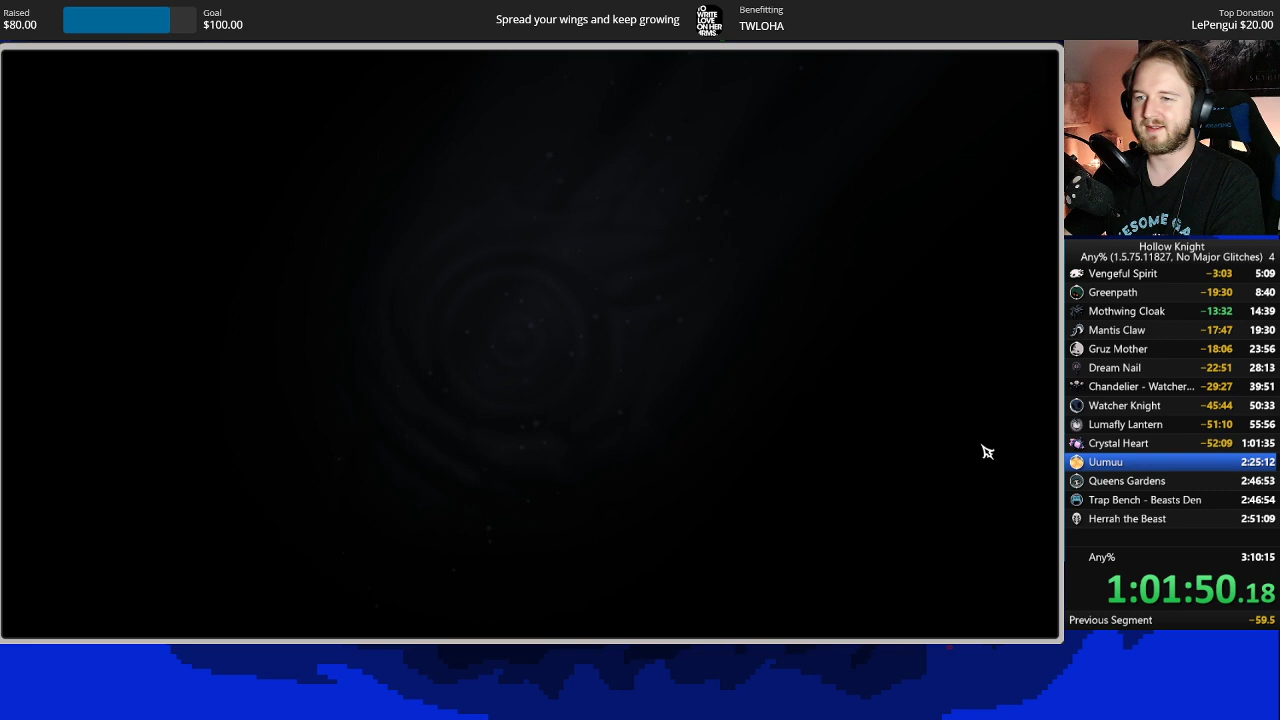 Raised
$80.00
Goal
$100.00
Spread your wings and keep growing
TO
WRITE
LOVE
ON HER
ARMS.
Benefitting
TWLOHA
Top Donation
LePengui $20.00
Hollow Knight
Any% (1.5.75.11827, No Major Glitches) 4
Vengeful Spirit −3:03 5:09
Greenpath −19:30 8:40
Mothwing Cloak −13:32 14:39
Mantis Claw −17:47 19:30
Gruz Mother −18:06 23:56
Dream Nail −22:51 28:13
Chandelier - Watcher... −29:27 39:51
Watcher Knight −45:44 50:33
Lumafly Lantern −51:10 55:56
Crystal Heart −52:09 1:01:35
Uumuu 2:25:12
Queens Gardens 2:46:53
Trap Bench - Beasts Den 2:46:54
Herrah the Beast 2:51:09
Any% 3:10:15
1:01:50.18
Previous Segment −59.5